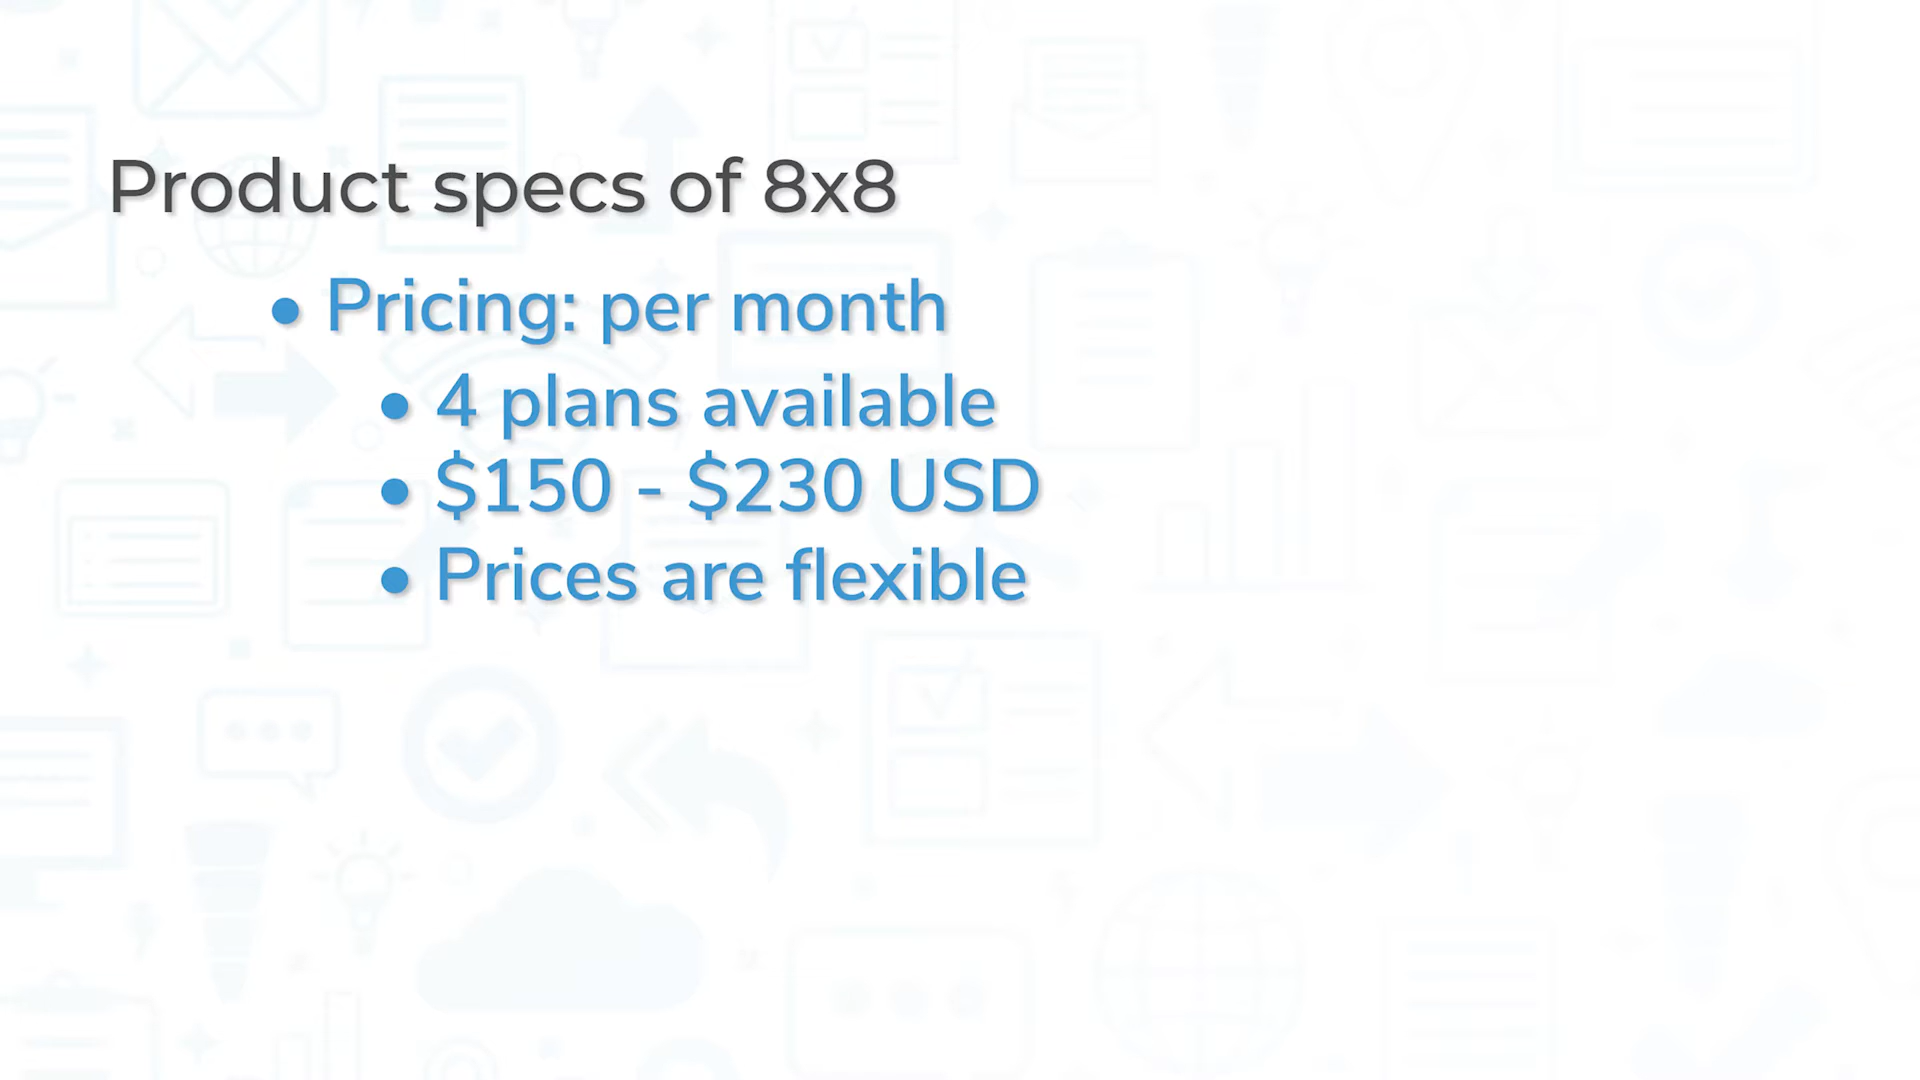 Product specs of 8x8
• Pricing: per month
• 4 plans available
• $150 - $230 USD
• Prices are flexible